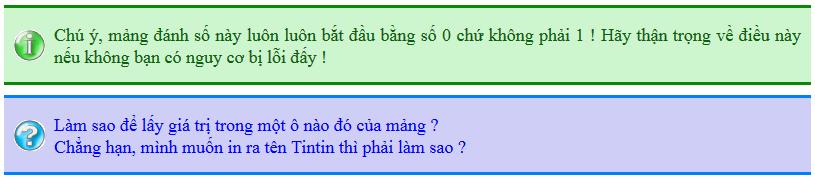 Chú ý, mảng đánh số này luôn luôn bắt đầu bằng số 0 chứ không phải 1 ! Hãy thận trọng về điều này
nếu không bạn có nguy cơ bị lỗi đấy !
Làm sao để lấy giá trị trong một ô nào đó của mảng ?
Chẳng hạn, mình muốn in ra tên Tintin thì phải làm sao ?